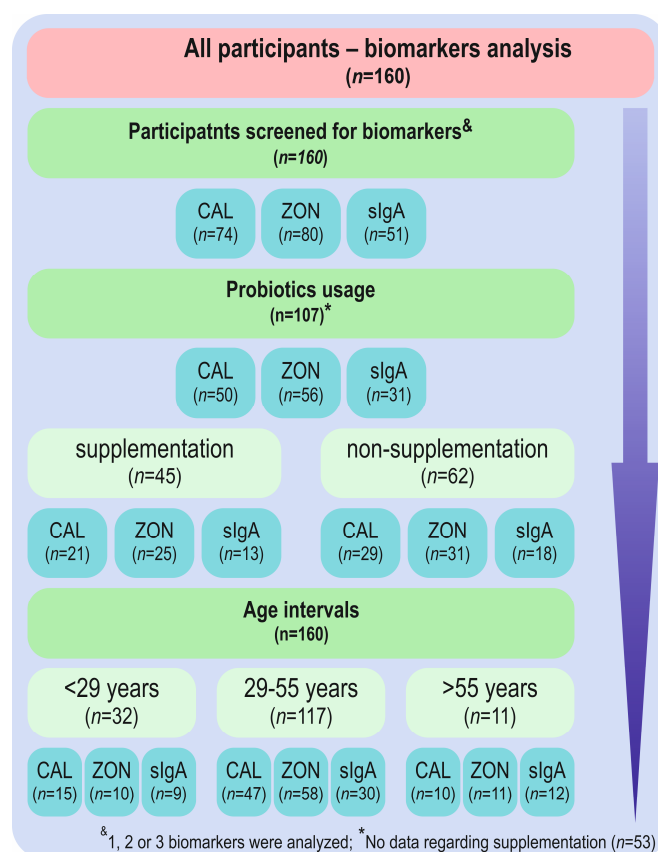 All participants – biomarkers analysis
(n=160)
Participatnts screened for biomarkers&
(n=160)
CAL ZON sIgA
(n=74) (n=80) (n=51)
Probiotics usage
(n=107)*
CAL ZON sIgA
(n=50) (n=56) (n=31)
supplementation non-supplementation
(n=45) (n=62)
CAL ZON sIgA CAL ZON sIgA
(n=21) (n=25) (n=13) (n=29) (n=31) (n=18)
Age intervals
(n=160)
<29 years 29-55 years >55 years
(n=32) (n=117) (n=11)
CAL ZON sIgA CAL ZON sIgA CAL ZON sIgA
(n=15) (n=10) (n=9) (n=47) (n=58) (n=30) (n=10) (n=11) (n=12)
&1, 2 or 3 biomarkers were analyzed; *No data regarding supplementation (n=53)